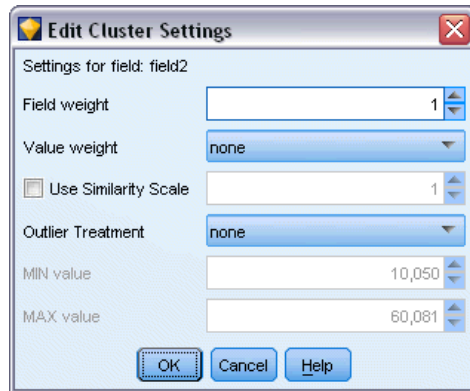 Edit Cluster Settings
Settings for field: field2
Field weight 1
Value weight none
Use Similarity Scale 1
Outlier Treatment none
MIN value 10,050
MAX value 60,081
OK Cancel Help